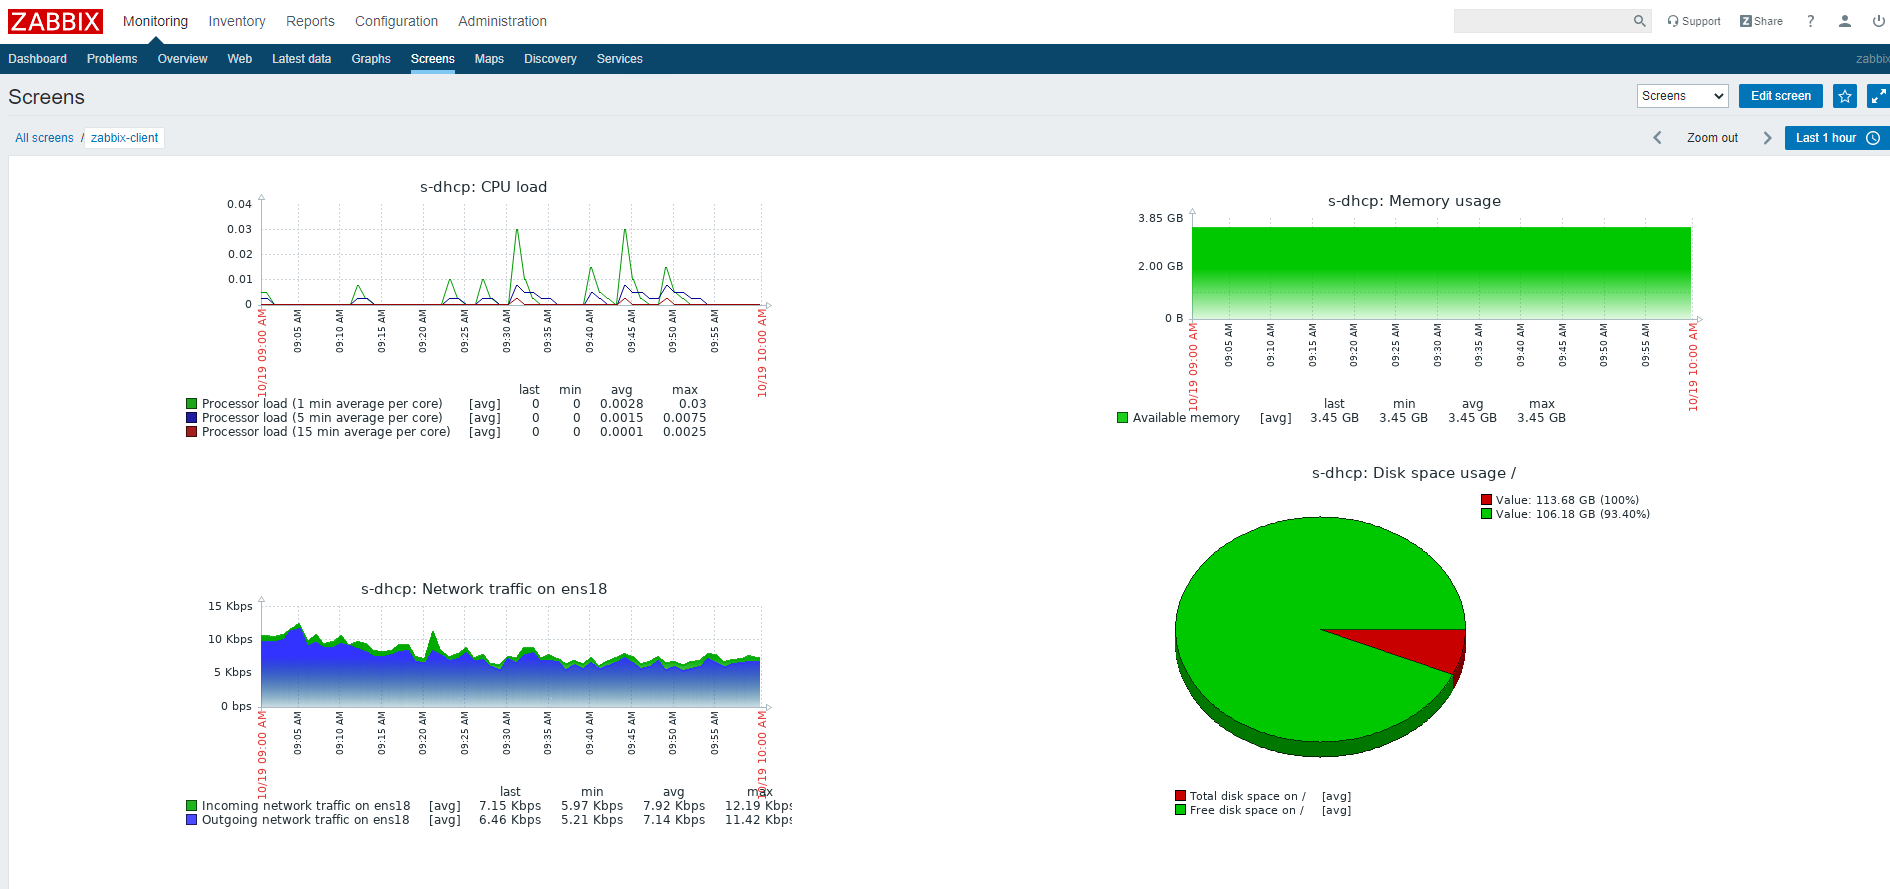 ZABBIX Monitoring Inventory Reports Configuration Administration Support Z Share ?
Dashboard Problems Overview Web Latest data Graphs Screens Maps Discovery Services zabbix
Screens Screens Edit screen
All screens / zabbix-client Zoom out Last 1 hour
s-dhcp: CPU load
0.04
0.03
0.02
0.01
0
10/19 09:00 AM 09:05 AM 09:10 AM 09:15 AM 09:20 AM 09:25 AM 09:30 AM 09:35 AM 09:40 AM 09:45 AM 09:50 AM 09:55 AM 10/19 10:00 AM
last min avg max
Processor load (1 min average per core) [avg] 0 0 0.0028 0.03
Processor load (5 min average per core) [avg] 0 0 0.0015 0.0075
Processor load (15 min average per core) [avg] 0 0 0.0001 0.0025
s-dhcp: Memory usage
3.85 GB
2.00 GB
0 B
10/19 09:00 AM 09:05 AM 09:10 AM 09:15 AM 09:20 AM 09:25 AM 09:30 AM 09:35 AM 09:40 AM 09:45 AM 09:50 AM 09:55 AM 10/19 10:00 AM
last min avg max
Available memory [avg] 3.45 GB 3.45 GB 3.45 GB 3.45 GB
s-dhcp: Network traffic on ens18
15 Kbps
10 Kbps
5 Kbps
0 bps
10/19 09:00 AM 09:05 AM 09:10 AM 09:15 AM 09:20 AM 09:25 AM 09:30 AM 09:35 AM 09:40 AM 09:45 AM 09:50 AM 09:55 AM 10/19 10:00 AM
last min avg max
Incoming network traffic on ens18 [avg] 7.15 Kbps 5.97 Kbps 7.92 Kbps 12.19 Kbps
Outgoing network traffic on ens18 [avg] 6.46 Kbps 5.21 Kbps 7.14 Kbps 11.42 Kbps
s-dhcp: Disk space usage /
Value: 113.68 GB (100%)
Value: 106.18 GB (93.40%)
Total disk space on / [avg]
Free disk space on / [avg]